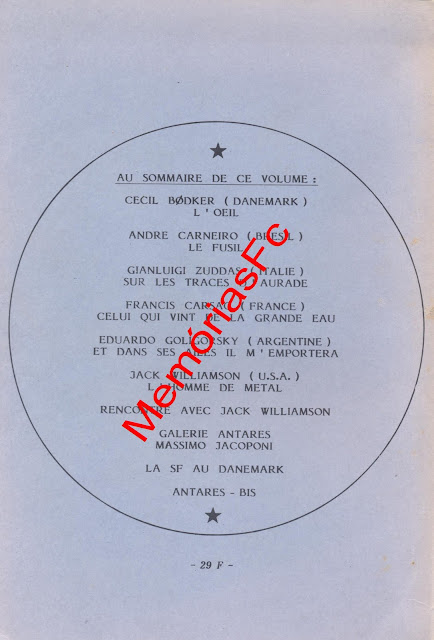 AU SOMMAIRE DE CE VOLUME :
CECIL BØDKER ( DANEMARK )
L ' OEIL
ANDRE CARNEIRO ( BRESIL )
LE FUSIL
GIANLUIGI ZUDDAS ( ITALIE )
SUR LES TRACES D' AURADE
FRANCIS CARSAC ( FRANCE )
CELUI QUI VINT DE LA GRANDE EAU
EDUARDO GOLIGORSKY ( ARGENTINE )
ET DANS SES AILES IL M ' EMPORTERA
JACK WILLIAMSON ( U.S.A. )
L ' HOMME DE METAL
RENCONTRE AVEC JACK WILLIAMSON
GALERIE ANTARES
MASSIMO JACOPONI
LA SF AU DANEMARK
ANTARES - BIS
- 29 F -
MemóriasFc